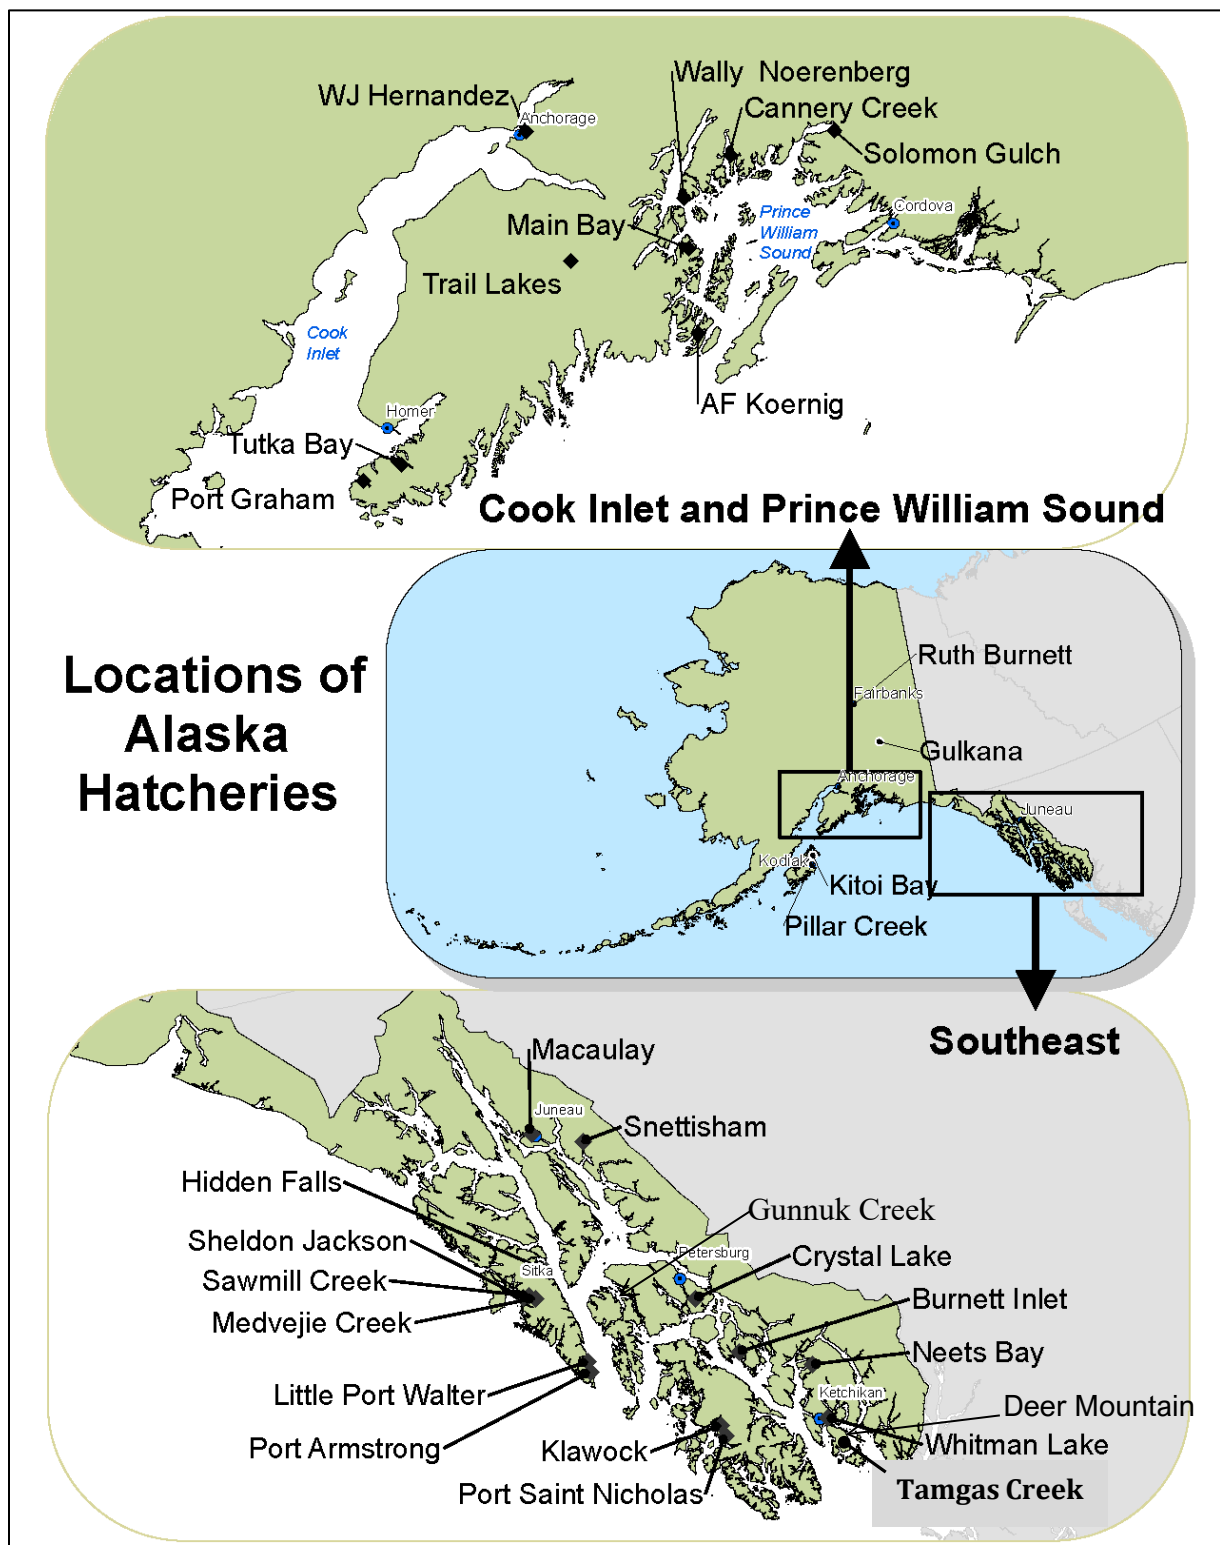 Wally Noerenberg
WJ Hernandez
Cannery Creek
Anchorage
Solomon Gulch
Cordova
Main Bay
Prince
William
Sound
Trail Lakes
Cook
Inlet
AF Koernig
Homer
Tutka Bay
Port Graham
Cook Inlet and Prince William Sound
Locations of
Alaska
Hatcheries
Ruth Burnett
Fairbanks
Gulkana
Anchorage
Juneau
Kodiak
Kitoi Bay
Pillar Creek
Southeast
Macaulay
Juneau
Snettisham
Hidden Falls
Gunnuk Creek
Sheldon Jackson
Petersburg
Crystal Lake
Sitka
Sawmill Creek
Burnett Inlet
Medvejie Creek
Neets Bay
Little Port Walter
Ketchikan
Deer Mountain
Port Armstrong
Klawock
Whitman Lake
Port Saint Nicholas
Tamgas Creek